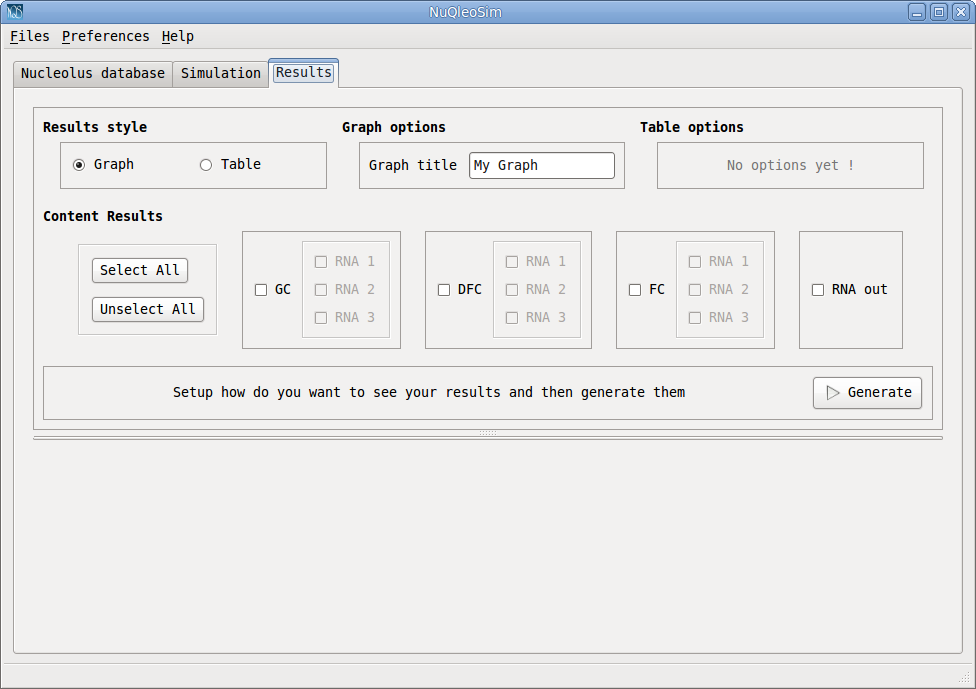 NuQleoSim
Files Preferences Help
Nucleolus database Simulation Results
Results style Graph options Table options
Graph Table Graph title My Graph No options yet !
Content Results
Select All
Unselect All
GC
RNA 1
RNA 2
RNA 3
DFC
RNA 1
RNA 2
RNA 3
FC
RNA 1
RNA 2
RNA 3
RNA out
Setup how do you want to see your results and then generate them Generate